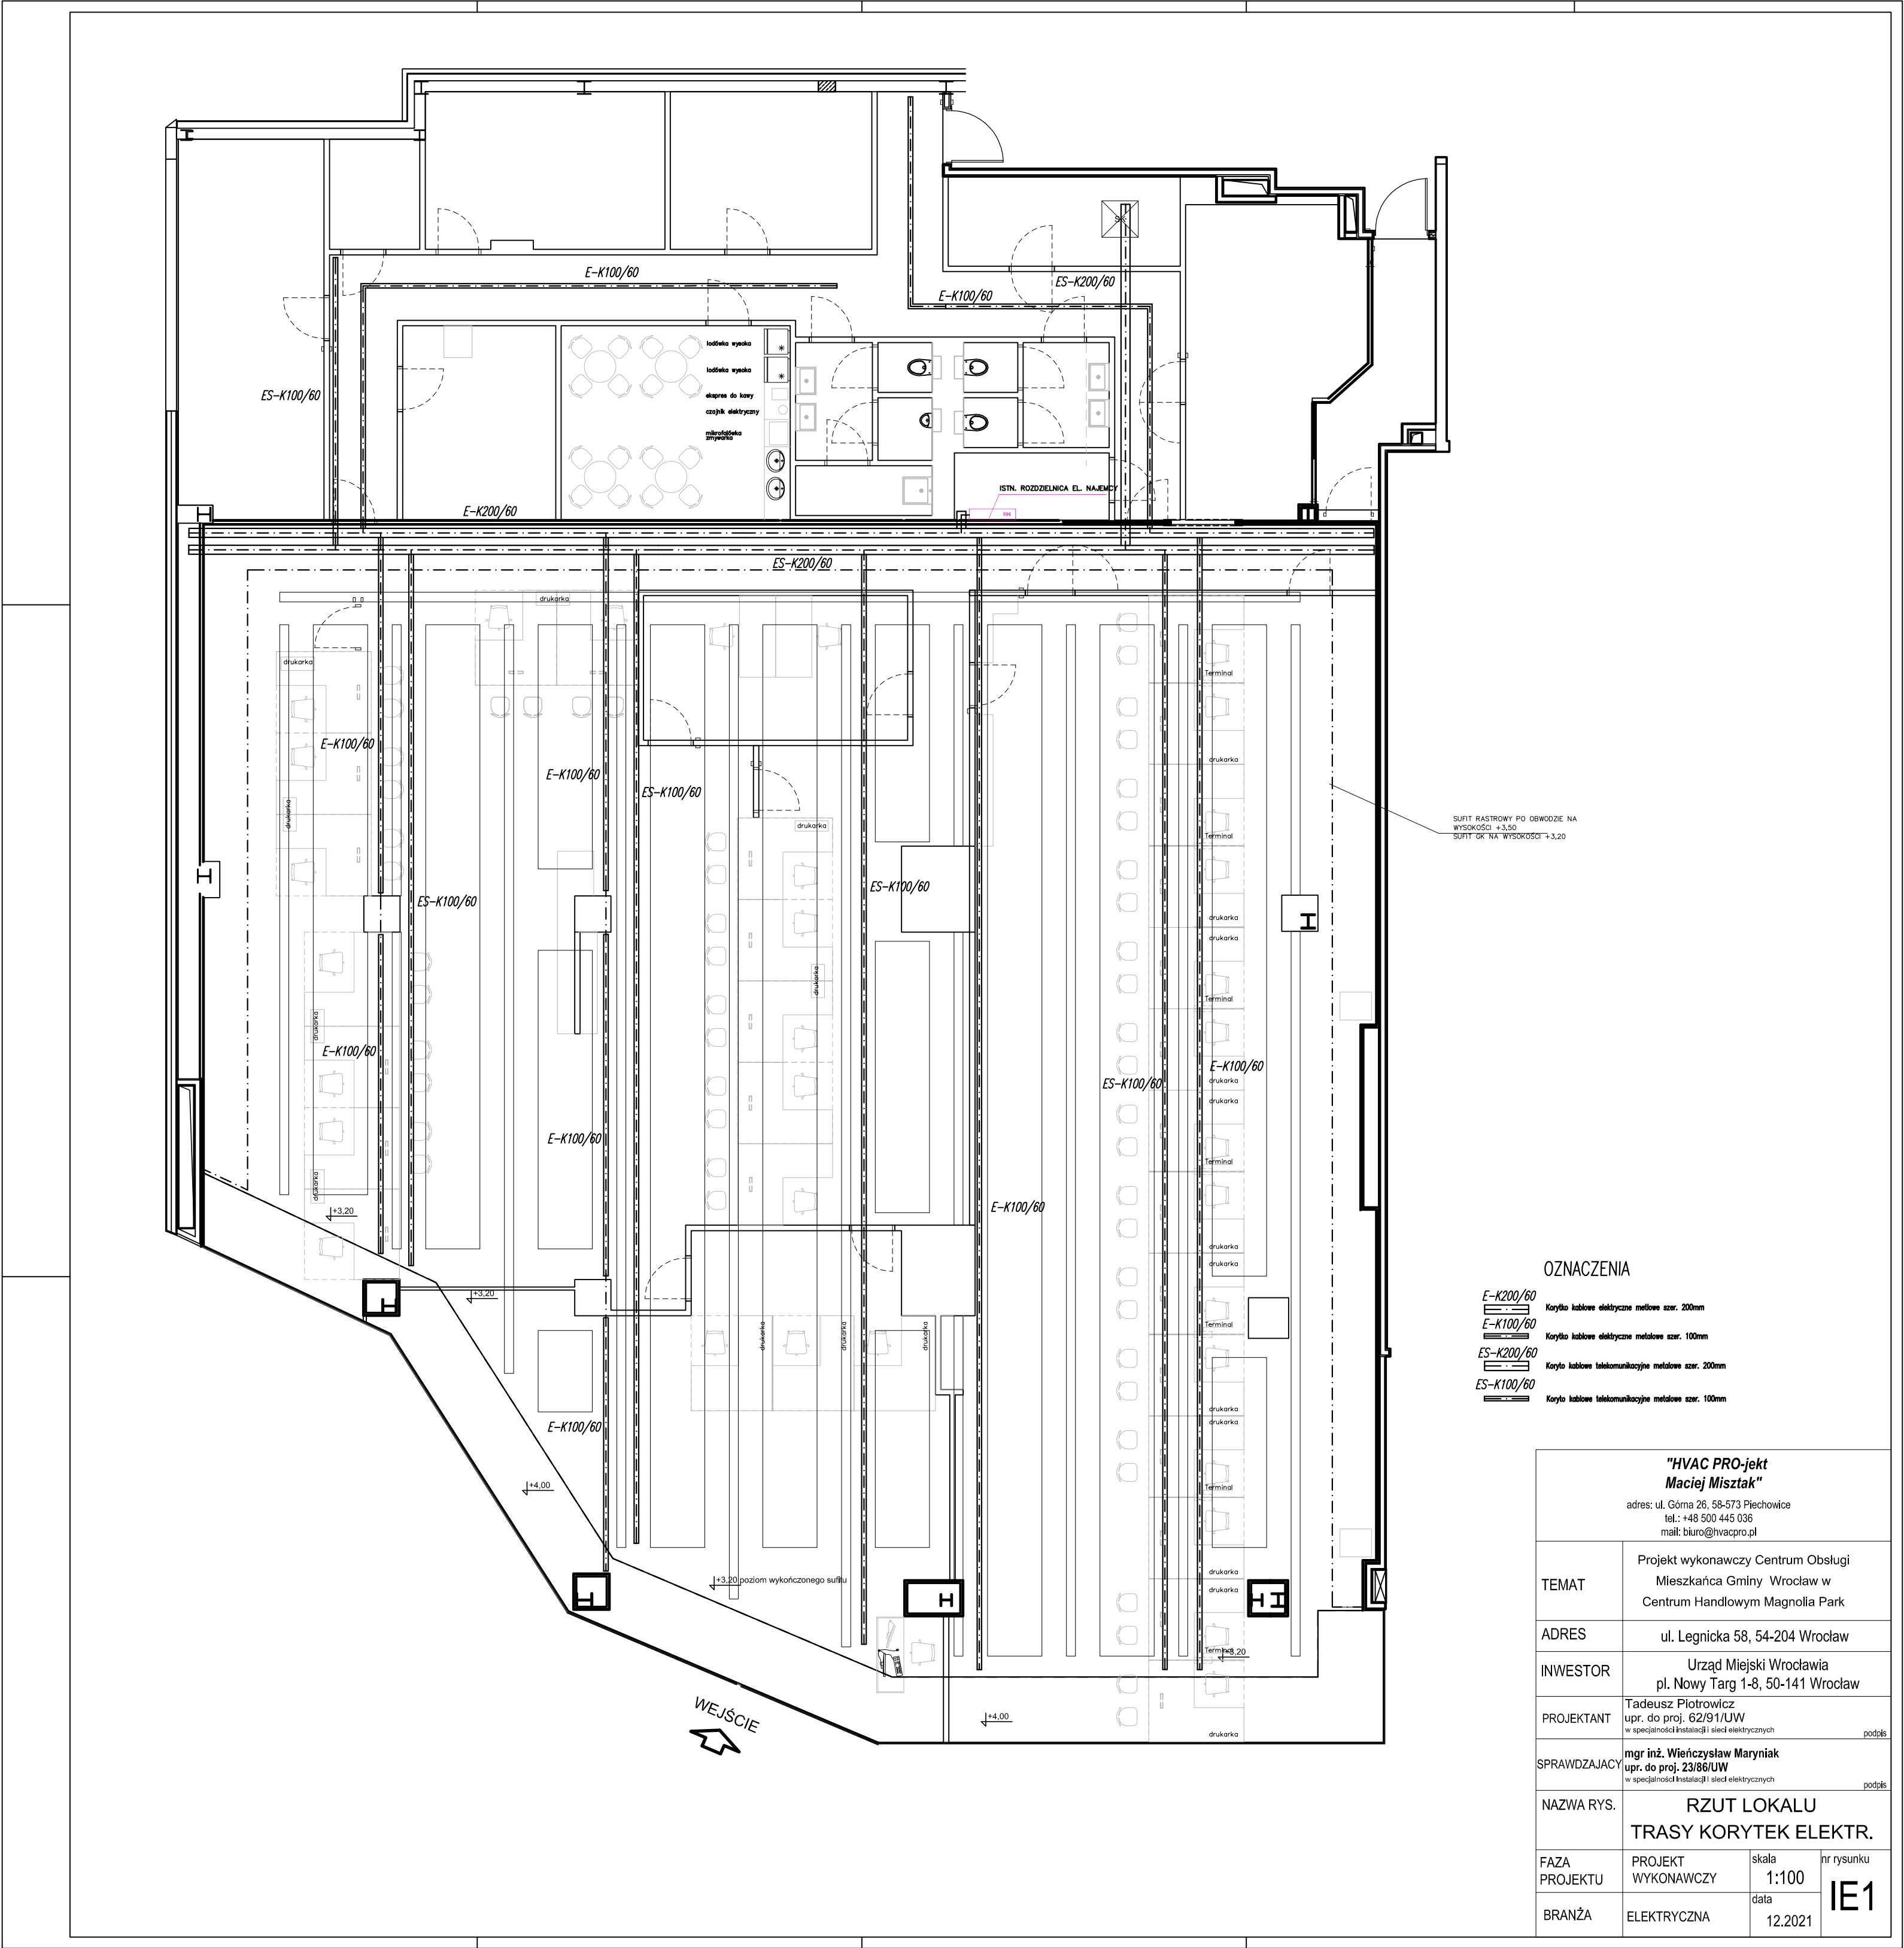 E-K100/60
ES-K200/60
E-K100/60
lodówka wysoka
lodówka wysoka
ES-K100/60
ekspres do kawy
czajnik elektryczny
mikrofalówka
zmywarka
ISTN. ROZDZIELNICA EL. NAJEMCY
E-K200/60
ES-K200/60
drukarka
drukarka
Terminal
E-K100/60
drukarka
E-K100/60
ES-K100/60
drukarka
drukarka
Terminal
SUFIT RASTROWY PO OBWODZIE NA
WYSOKOŚCI +3,50
SUFIT GK NA WYSOKOŚCI +3,20
ES-K100/60
ES-K100/60
drukarka
drukarka
drukarka
Terminal
drukarka
E-K100/60
E-K100/60
ES-K100/60
drukarka
drukarka
E-K100/60
Terminal
drukarka
+3,20
E-K100/60
drukarka
drukarka
+3,20
Terminal
drukarka
drukarka
drukarka
drukarka
drukarka
E-K100/60
+4,00
Terminal
drukarka
drukarka
+3,20 poziom wykończonego sufitu
Terminal
+3,20
+4,00
drukarka
WEJŚCIE
OZNACZENIA
E-K200/60
Korytko kablowe elektryczne metlowe szer. 200mm
E-K100/60
Korytko kablowe elektryczne metalowe szer. 100mm
ES-K200/60
Koryto kablowe telekomunikacyjne metalowe szer. 200mm
ES-K100/60
Koryto kablowe telekomunikacyjne metalowe szer. 100mm
"HVAC PRO-jekt
Maciej Misztak"
adres: ul. Górna 26, 58-573 Piechowice
tel.: +48 500 445 036
mail: biuro@hvacpro.pl
TEMAT
Projekt wykonawczy Centrum Obsługi
Mieszkańca Gminy Wrocław w
Centrum Handlowym Magnolia Park
ADRES
ul. Legnicka 58, 54-204 Wrocław
INWESTOR
Urząd Miejski Wrocławia
pl. Nowy Targ 1-8, 50-141 Wrocław
PROJEKTANT
Tadeusz Piotrowicz
upr. do proj. 62/91/UW
w specjalności instalacji i sieci elektrycznych
podpis
SPRAWDZAJACY
mgr inż. Wieńczysław Maryniak
upr. do proj. 23/86/UW
w specjalności instalacji i sieci elektrycznych
podpis
NAZWA RYS.
RZUT LOKALU
TRASY KORYTEK ELEKTR.
FAZA
PROJEKTU
PROJEKT
WYKONAWCZY
skala
1:100
nr rysunku
IE1
BRANŻA
ELEKTRYCZNA
data
12.2021